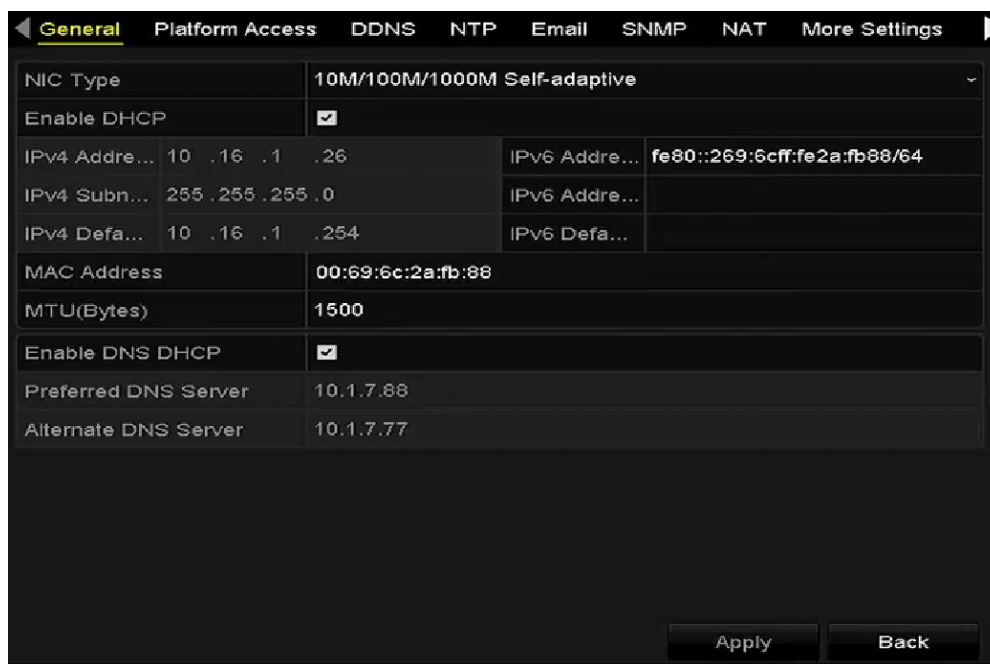 General Platform Access DDNS NTP Email SNMP NAT More Settings
NIC Type 10M/100M/1000M Self-adaptive
Enable DHCP
IPv4 Addre... 10 .16 .1 .26 IPv6 Addre... fe80::269:6cff:fe2a:fb88/64
IPv4 Subn... 255.255.255.0 IPv6 Addre...
IPv4 Defa... 10 .16 .1 .254 IPv6 Defa...
MAC Address 00:69:6c:2a:fb:88
MTU(Bytes) 1500
Enable DNS DHCP
Preferred DNS Server 10.1.7.88
Alternate DNS Server 10.1.7.77
Apply Back